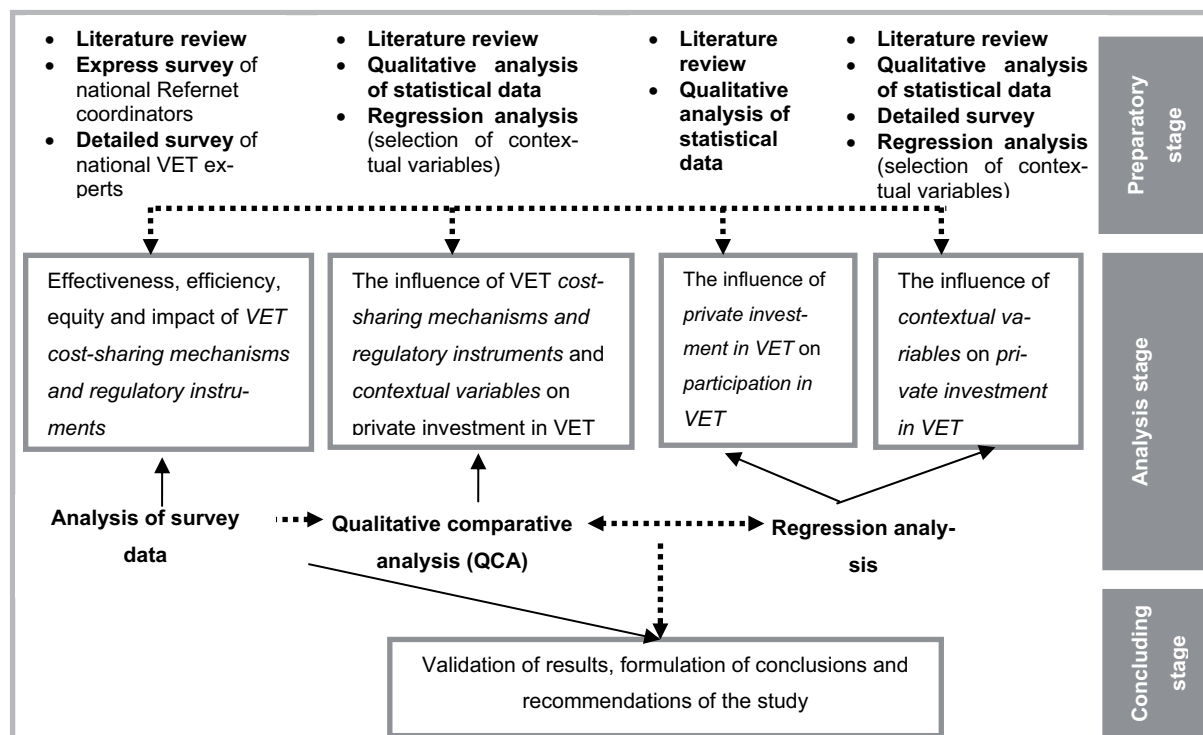 • Literature review
• Express survey of
national Refernet
coordinators
• Detailed survey of
national VET ex-
perts
• Literature review
• Qualitative analysis
of statistical data
• Regression analysis
(selection of contex-
tual variables)
• Literature
review
• Qualitative
analysis of
statistical
data
• Literature review
• Qualitative analysis
of statistical data
• Detailed survey
• Regression analysis
(selection of contex-
tual variables)
Preparatory
stage
Effectiveness, efficiency,
equity and impact of VET
cost-sharing mechanisms
and regulatory instru-
ments
The influence of VET cost-
sharing mechanisms and
regulatory instruments and
contextual variables on
private investment in VET
The influence of
private invest-
ment in VET on
participation in
VET
The influence of
contextual va-
riables on pri-
vate investment
in VET
Analysis stage
Analysis of survey
data
Qualitative comparative
analysis (QCA)
Regression analy-
sis
Validation of results, formulation of conclusions and
recommendations of the study
Concluding
stage